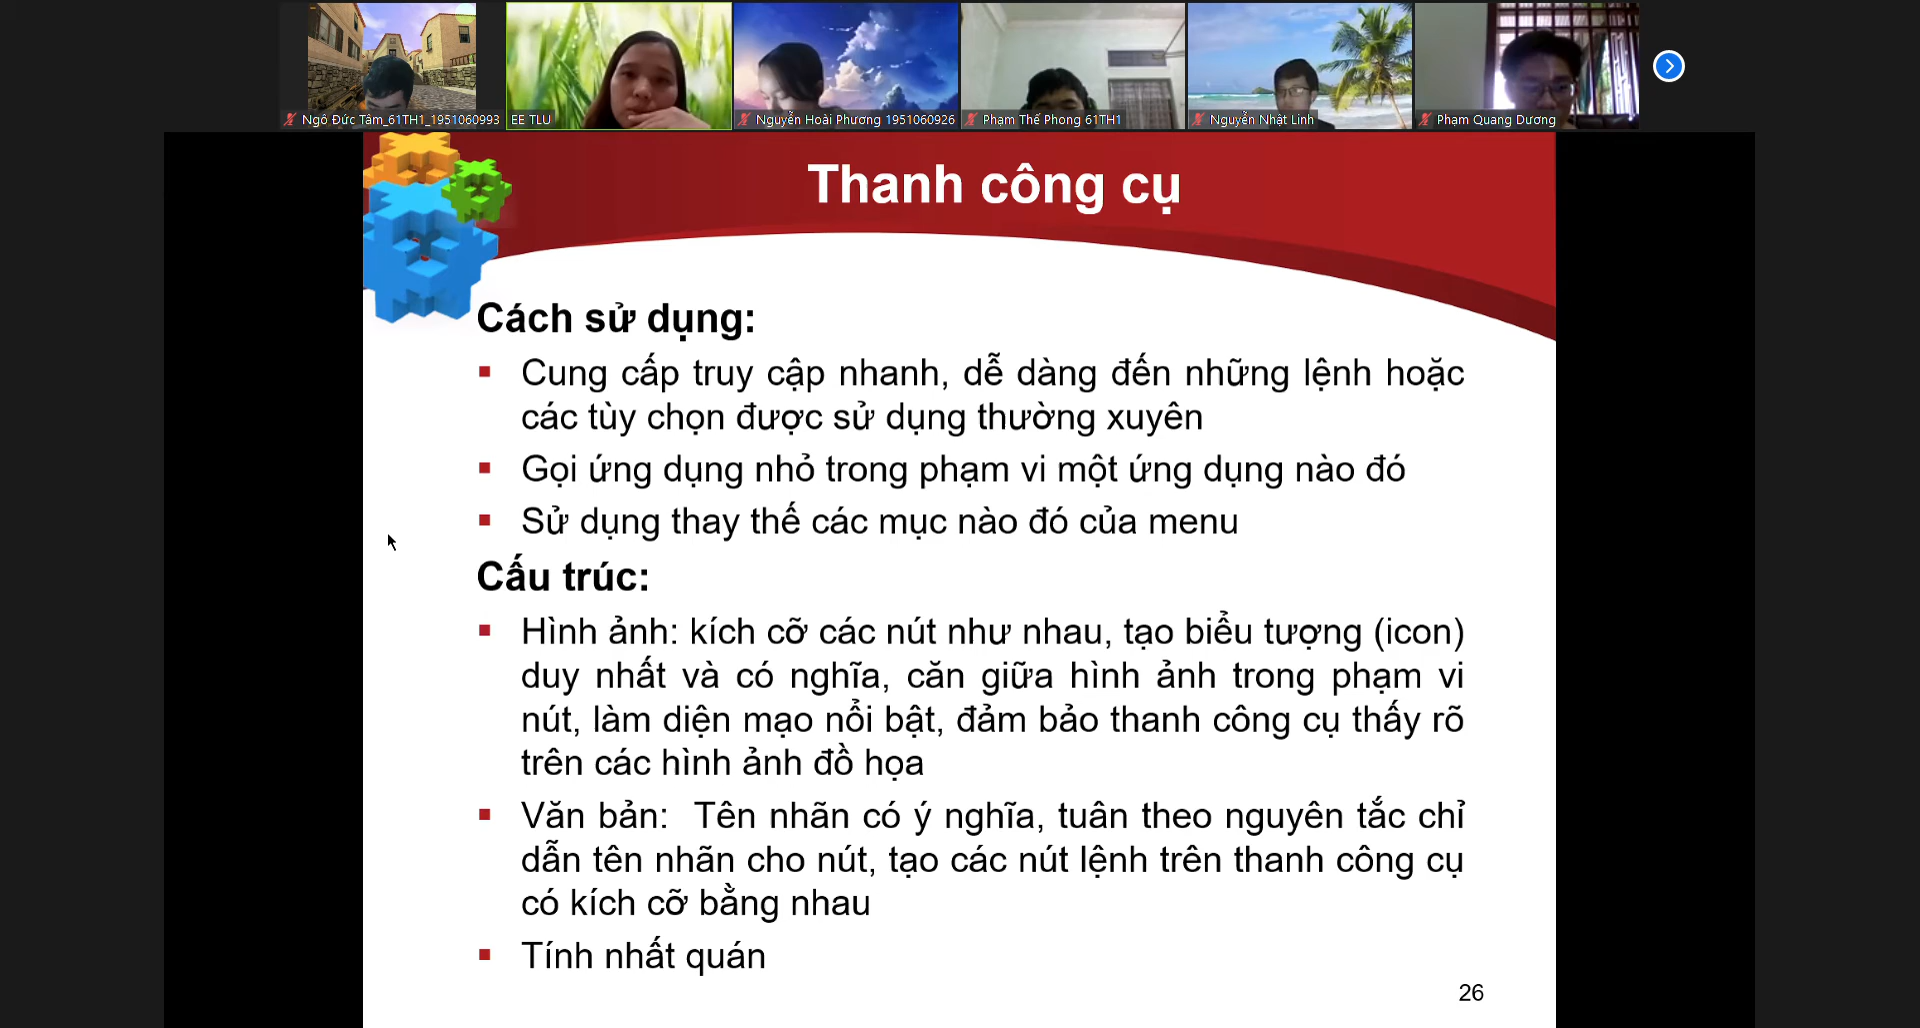 Ngô Đức Tâm_61TH1_1951060993
EE TLU
Nguyễn Hoài Phương 1951060926
Phạm Thế Phong 61TH1
Nguyễn Nhật Linh
Phạm Quang Dương
Thanh công cụ
Cách sử dụng:
Cung cấp truy cập nhanh, dễ dàng đến những lệnh hoặc
các tùy chọn được sử dụng thường xuyên
Gọi ứng dụng nhỏ trong phạm vi một ứng dụng nào đó
Sử dụng thay thế các mục nào đó của menu
Cấu trúc:
Hình ảnh: kích cỡ các nút như nhau, tạo biểu tượng (icon)
duy nhất và có nghĩa, căn giữa hình ảnh trong phạm vi
nút, làm diện mạo nổi bật, đảm bảo thanh công cụ thấy rõ
trên các hình ảnh đồ họa
Văn bản: Tên nhãn có ý nghĩa, tuân theo nguyên tắc chỉ
dẫn tên nhãn cho nút, tạo các nút lệnh trên thanh công cụ
có kích cỡ bằng nhau
Tính nhất quán
26